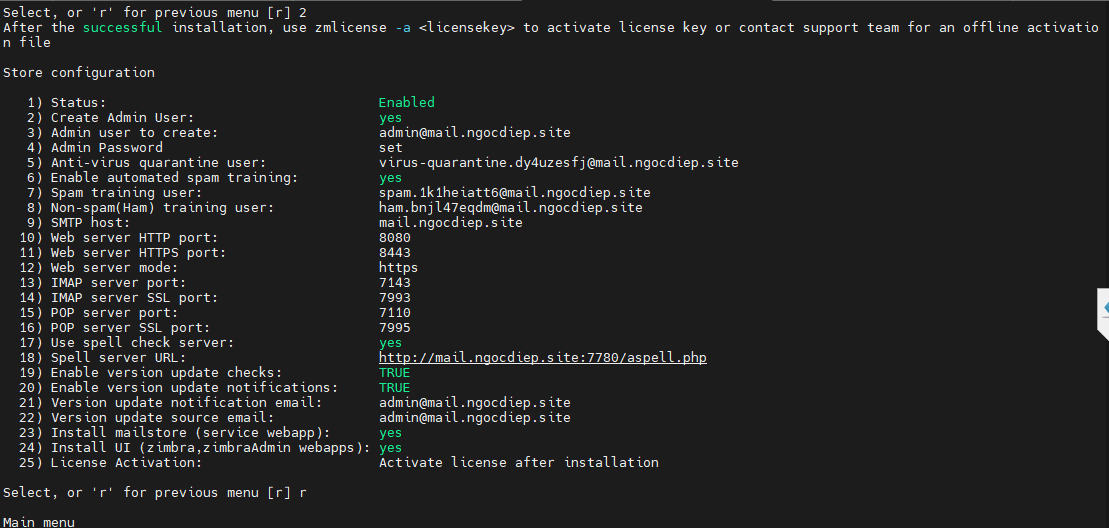 Select, or 'r' for previous menu [r] 2
After the successful installation, use zmlicense -a <licensekey> to activate license key or contact support team for an offline activatio
n file
Store configuration
1) Status: Enabled
2) Create Admin User: yes
3) Admin user to create: admin@mail.ngocdiep.site
4) Admin Password set
5) Anti-virus quarantine user: virus-quarantine.dy4uzesfj@mail.ngocdiep.site
6) Enable automated spam training: yes
7) Spam training user: spam.1k1heiatt6@mail.ngocdiep.site
8) Non-spam(Ham) training user: ham.bnjl47eqdm@mail.ngocdiep.site
9) SMTP host: mail.ngocdiep.site
10) Web server HTTP port: 8080
11) Web server HTTPS port: 8443
12) Web server mode: https
13) IMAP server port: 7143
14) IMAP server SSL port: 7993
15) POP server port: 7110
16) POP server SSL port: 7995
17) Use spell check server: yes
18) Spell server URL: http://mail.ngocdiep.site:7780/aspell.php
19) Enable version update checks: TRUE
20) Enable version update notifications: TRUE
21) Version update notification email: admin@mail.ngocdiep.site
22) Version update source email: admin@mail.ngocdiep.site
23) Install mailstore (service webapp): yes
24) Install UI (zimbra,zimbraAdmin webapps): yes
25) License Activation: Activate license after installation
Select, or 'r' for previous menu [r] r
Main menu